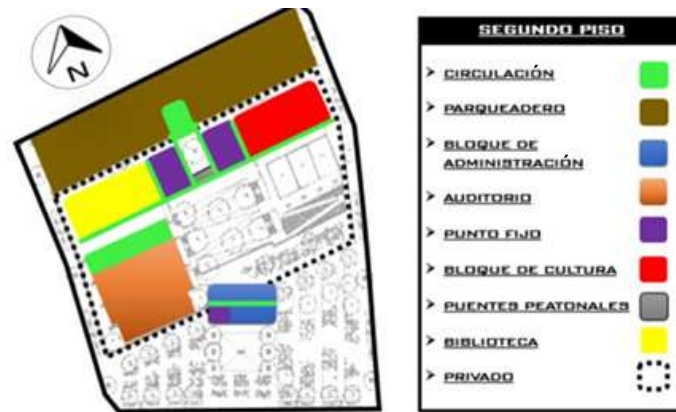 N
SEGUNDO PISO
CIRCULACIÓN
PARQUEADERO
BLOQUE DE
ADMINISTRACIÓN
AUDITORIO
PUNTO FIJO
BLOQUE DE CULTURA
PUENTES PEATONALES
BIBLIOTECA
PRIVADO